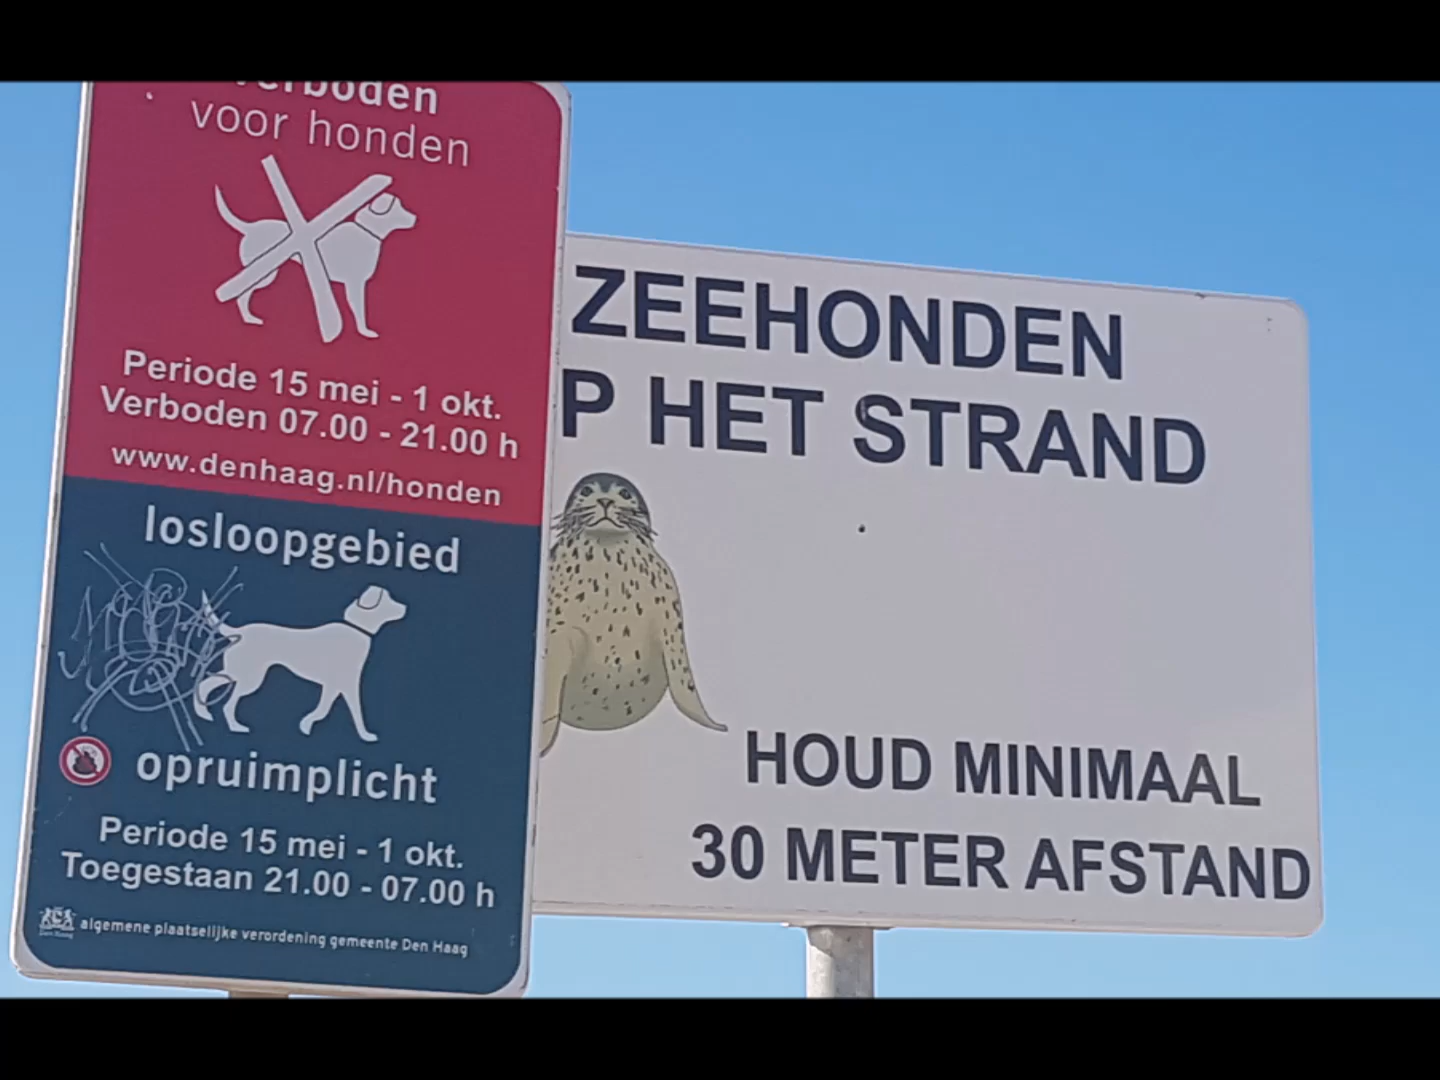 verboden
voor honden
Periode 15 mei - 1 okt.
Verboden 07.00 - 21.00 h
www.denhaag.nl/honden
losloopgebied
opruimplicht
Periode 15 mei - 1 okt.
Toegestaan 21.00 - 07.00 h
algemene plaatselijke verordening gemeente Den Haag
ZEEHONDEN
P HET STRAND
HOUD MINIMAAL
30 METER AFSTAND